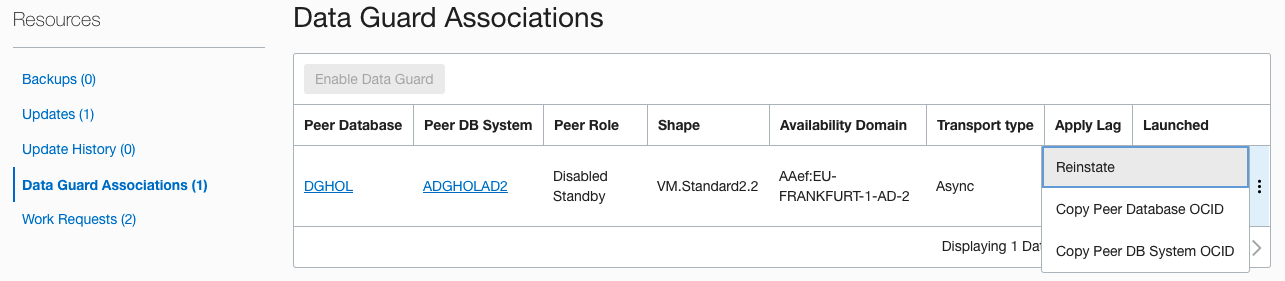 Resources
Backups (0)
Updates (1)
Update History (0)
Data Guard Associations (1)
Work Requests (2)
Data Guard Associations
Enable Data Guard
Peer Database Peer DB System Peer Role Shape Availability Domain Transport type Apply Lag Launched
DGHOL ADGHOLAD2 Disabled Standby VM.Standard2.2 AAef:EU-FRANKFURT-1-AD-2 Async
Reinstate
Copy Peer Database OCID
Copy Peer DB System OCID
Displaying 1 Dat